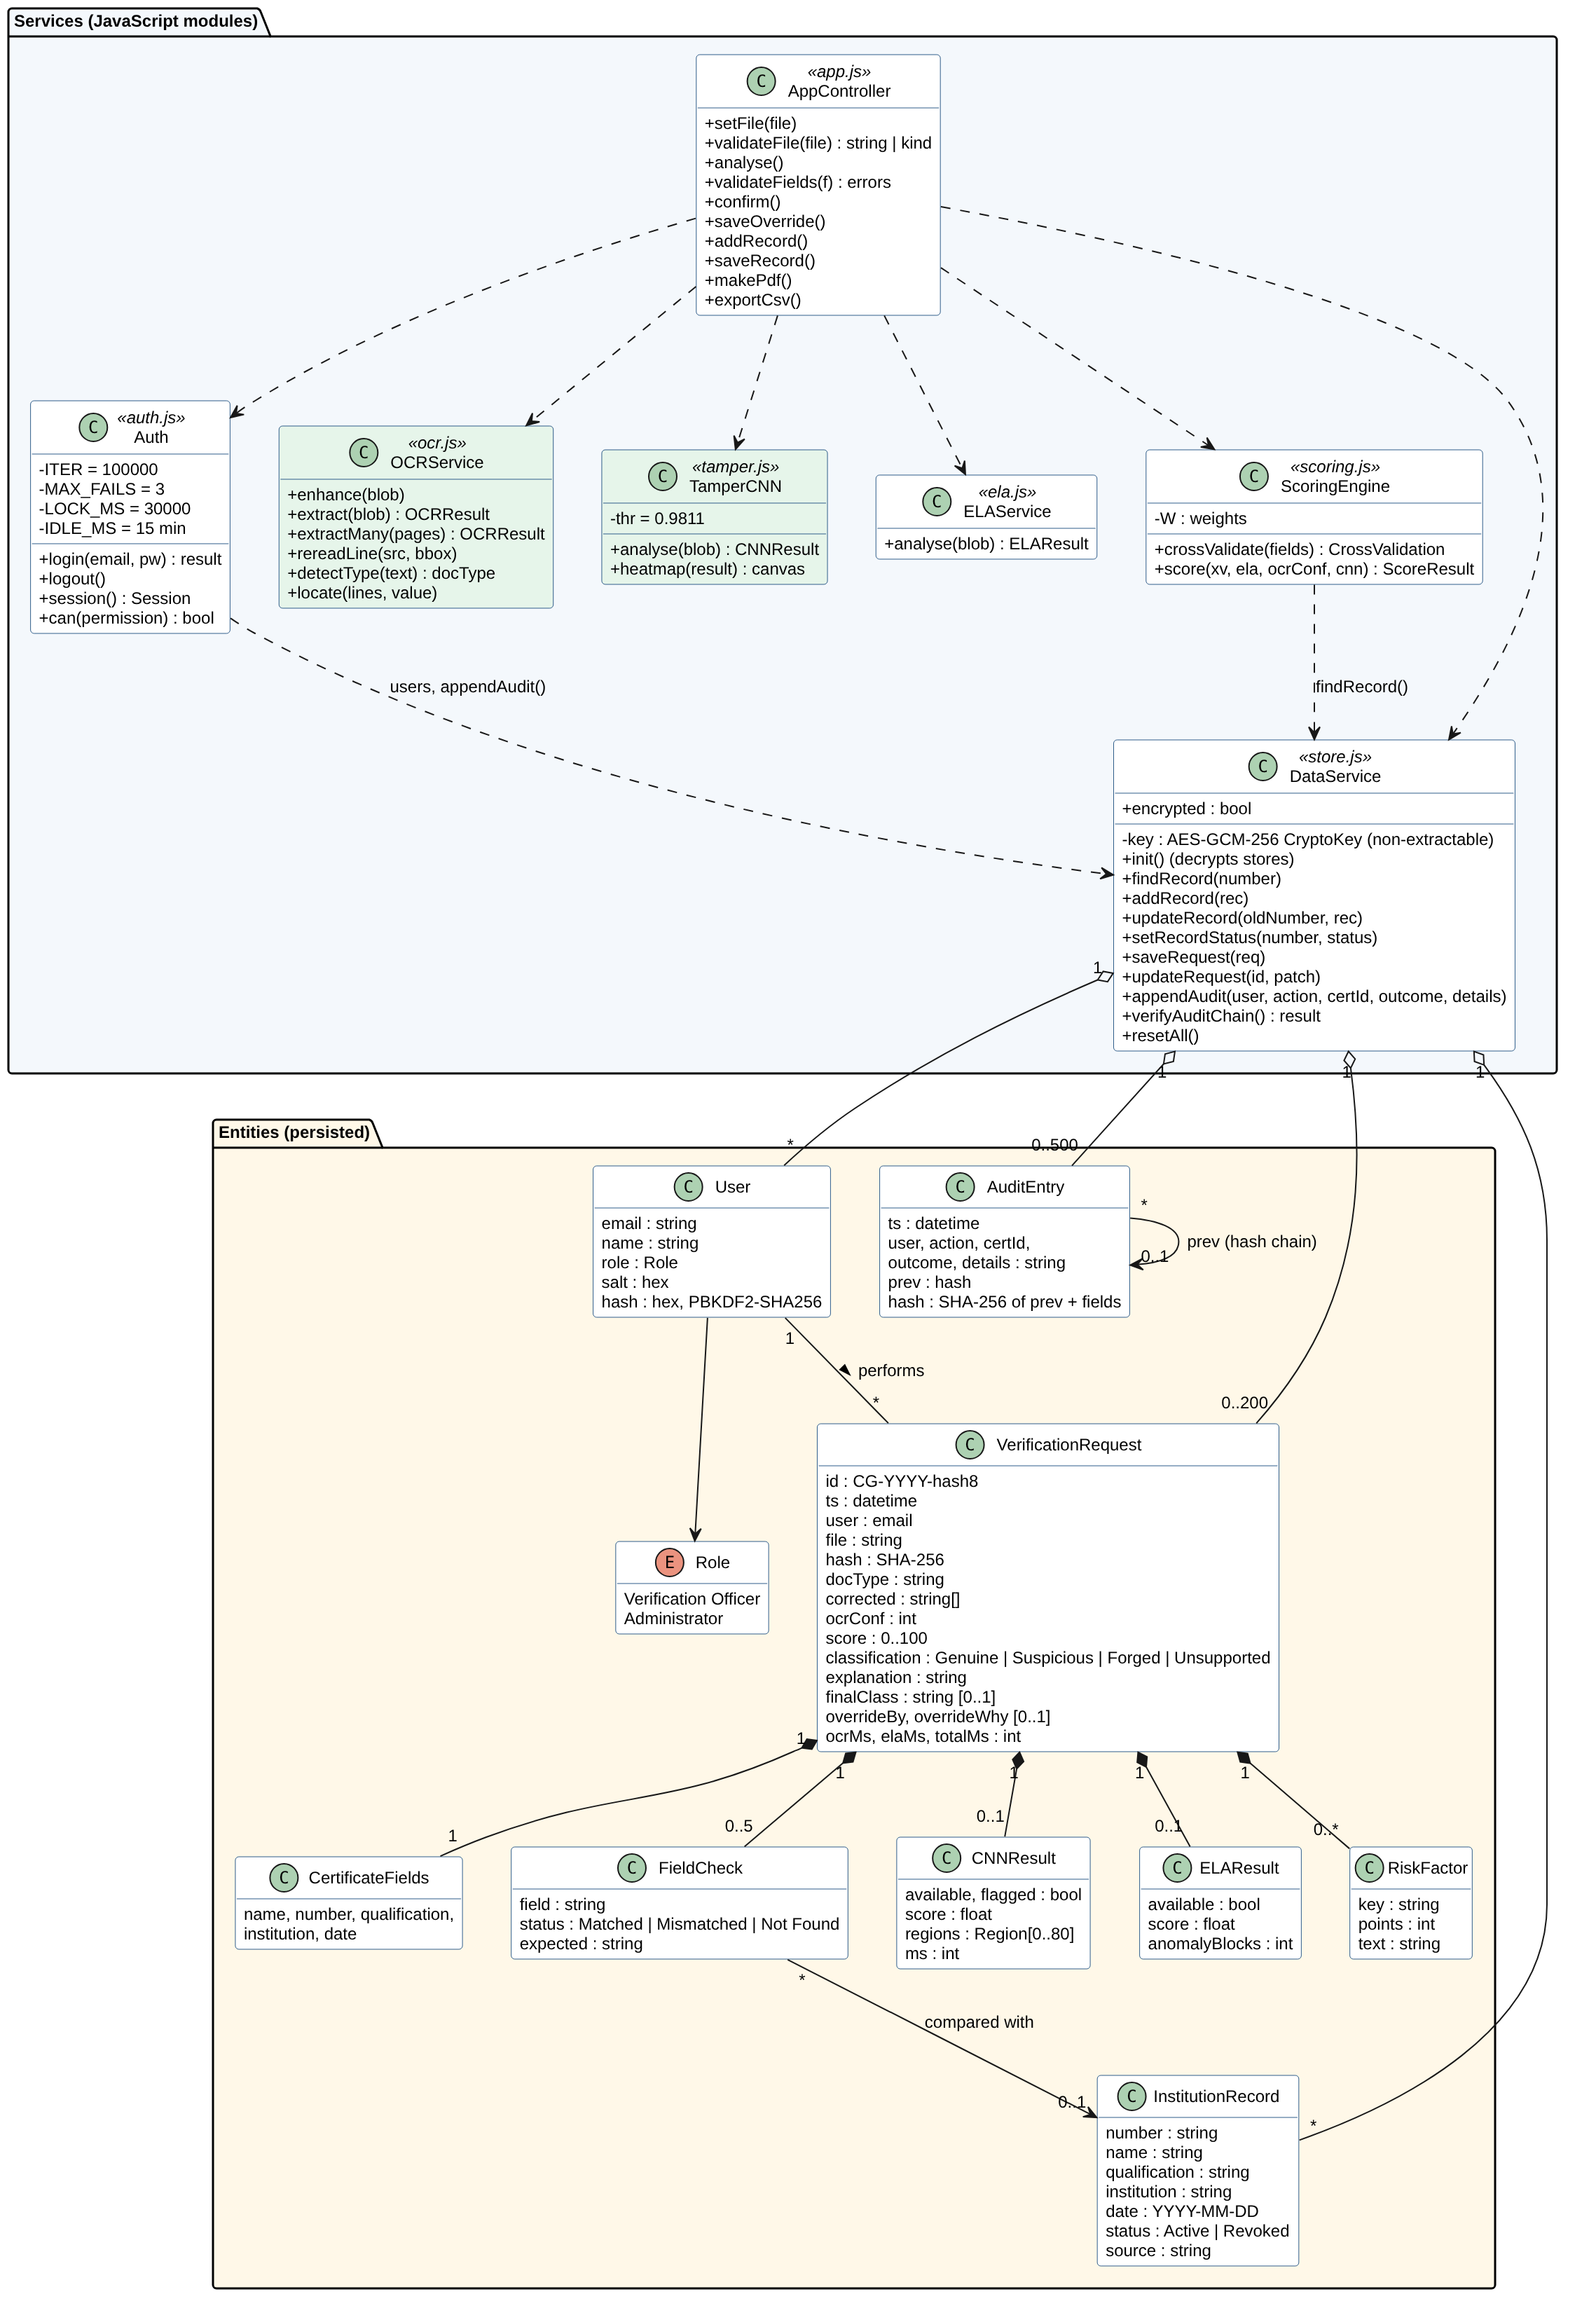 Services (JavaScript modules)
C
«app.js»
AppController
+setFile(file)
+validateFile(file) : string | kind
+analyse()
+validateFields(f) : errors
+confirm()
+saveOverride()
+addRecord()
+saveRecord()
+makePdf()
+exportCsv()
C
«auth.js»
Auth
-ITER = 100000
-MAX_FAILS = 3
-LOCK_MS = 30000
-IDLE_MS = 15 min
+login(email, pw) : result
+logout()
+session() : Session
+can(permission) : bool
C
«ocr.js»
OCRService
+enhance(blob)
+extract(blob) : OCRResult
+extractMany(pages) : OCRResult
+rereadLine(src, bbox)
+detectType(text) : docType
+locate(lines, value)
C
«tamper.js»
TamperCNN
-thr = 0.9811
+analyse(blob) : CNNResult
+heatmap(result) : canvas
C
«ela.js»
ELAService
+analyse(blob) : ELAResult
C
«scoring.js»
ScoringEngine
-W : weights
+crossValidate(fields) : CrossValidation
+score(xv, ela, ocrConf, cnn) : ScoreResult
users, appendAudit()
findRecord()
C
«store.js»
DataService
+encrypted : bool
-key : AES-GCM-256 CryptoKey (non-extractable)
+init() (decrypts stores)
+findRecord(number)
+addRecord(rec)
+updateRecord(oldNumber, rec)
+setRecordStatus(number, status)
+saveRequest(req)
+updateRequest(id, patch)
+appendAudit(user, action, certId, outcome, details)
+verifyAuditChain() : result
+resetAll()
1
1
1
1
Entities (persisted)
*
0..500
C
User
email : string
name : string
role : Role
salt : hex
hash : hex, PBKDF2-SHA256
C
AuditEntry
ts : datetime
user, action, certId,
outcome, details : string
prev : hash
hash : SHA-256 of prev + fields
*
prev (hash chain)
0..1
1
performs
*
0..200
C
VerificationRequest
id : CG-YYYY-hash8
ts : datetime
user : email
file : string
hash : SHA-256
docType : string
corrected : string[]
ocrConf : int
score : 0..100
classification : Genuine | Suspicious | Forged | Unsupported
explanation : string
finalClass : string [0..1]
overrideBy, overrideWhy [0..1]
ocrMs, elaMs, totalMs : int
E
Role
Verification Officer
Administrator
1
1
1
1
1
1
0..5
0..1
0..1
0..*
C
CertificateFields
name, number, qualification,
institution, date
C
FieldCheck
field : string
status : Matched | Mismatched | Not Found
expected : string
C
CNNResult
available, flagged : bool
score : float
regions : Region[0..80]
ms : int
C
ELAResult
available : bool
score : float
anomalyBlocks : int
C
RiskFactor
key : string
points : int
text : string
*
compared with
0..1
*
C
InstitutionRecord
number : string
name : string
qualification : string
institution : string
date : YYYY-MM-DD
status : Active | Revoked
source : string